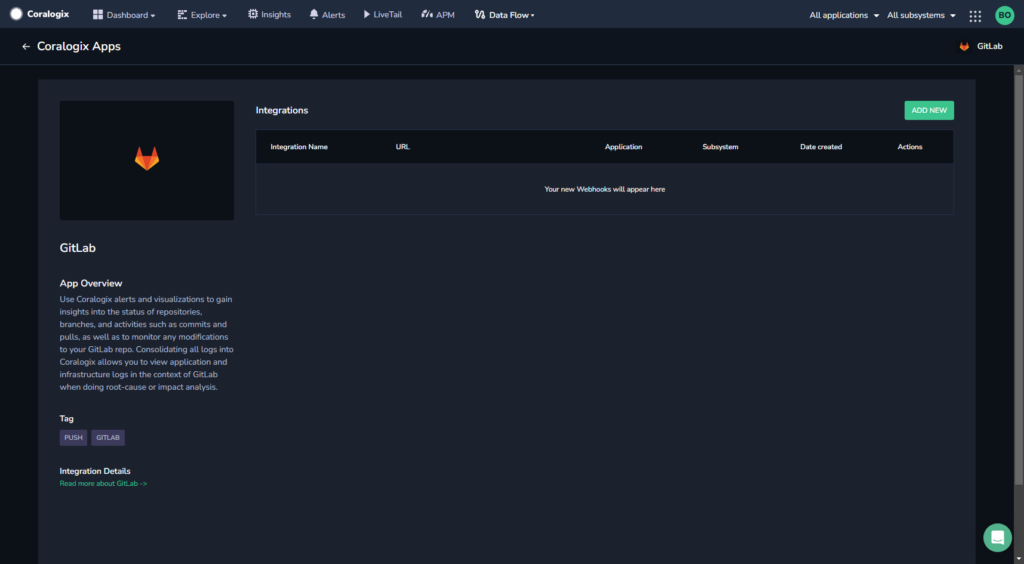 Coralogix Dashboard Explore Insights Alerts LiveTail APM Data Flow All applications All subsystems BO
← Coralogix Apps GitLab
Integrations ADD NEW
Integration Name URL Application Subsystem Date created Actions
Your new Webhooks will appear here
GitLab
App Overview
Use Coralogix alerts and visualizations to gain
insights into the status of repositories,
branches, and activities such as commits and
pulls, as well as to monitor any modifications
to your GitLab repo. Consolidating all logs into
Coralogix allows you to view application and
infrastructure logs in the context of GitLab
when doing root-cause or impact analysis.
Tag
PUSH GITLAB
Integration Details
Read more about GitLab ->